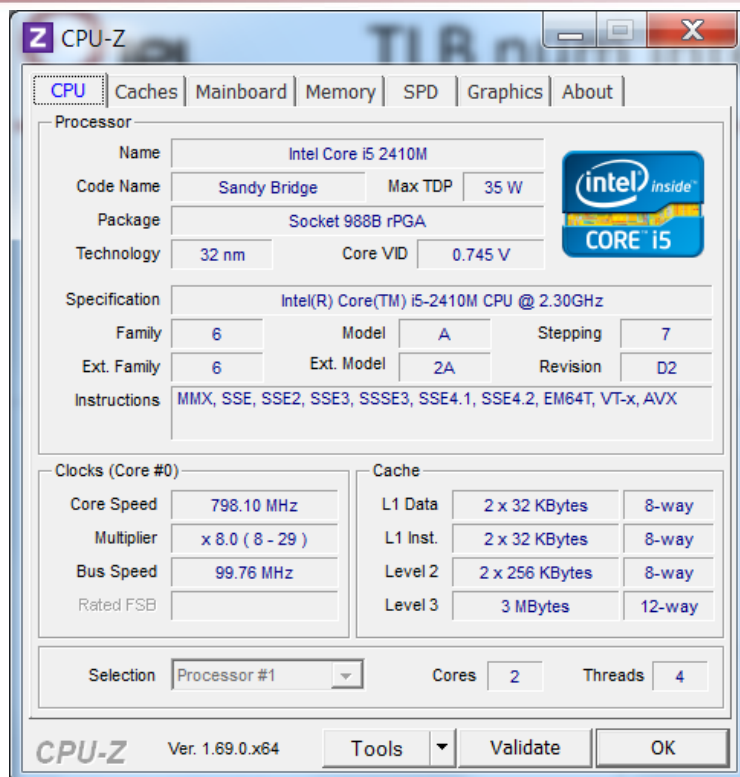 CPU-Z
TLB num
CPU Caches Mainboard Memory SPD Graphics About
Processor
Name Intel Core i5 2410M
Code Name Sandy Bridge Max TDP 35 W
Package Socket 988B rPGA
Technology 32 nm Core VID 0.745 V
intel inside™
CORE™ i5
Specification Intel(R) Core(TM) i5-2410M CPU @ 2.30GHz
Family 6 Model A Stepping 7
Ext. Family 6 Ext. Model 2A Revision D2
Instructions MMX, SSE, SSE2, SSE3, SSSE3, SSE4.1, SSE4.2, EM64T, VT-x, AVX
Clocks (Core #0)
Core Speed 798.10 MHz
Multiplier x 8.0 ( 8 - 29 )
Bus Speed 99.76 MHz
Rated FSB
Cache
L1 Data 2 x 32 KBytes 8-way
L1 Inst. 2 x 32 KBytes 8-way
Level 2 2 x 256 KBytes 8-way
Level 3 3 MBytes 12-way
Selection Processor #1 Cores 2 Threads 4
CPU-Z Ver. 1.69.0.x64 Tools Validate OK